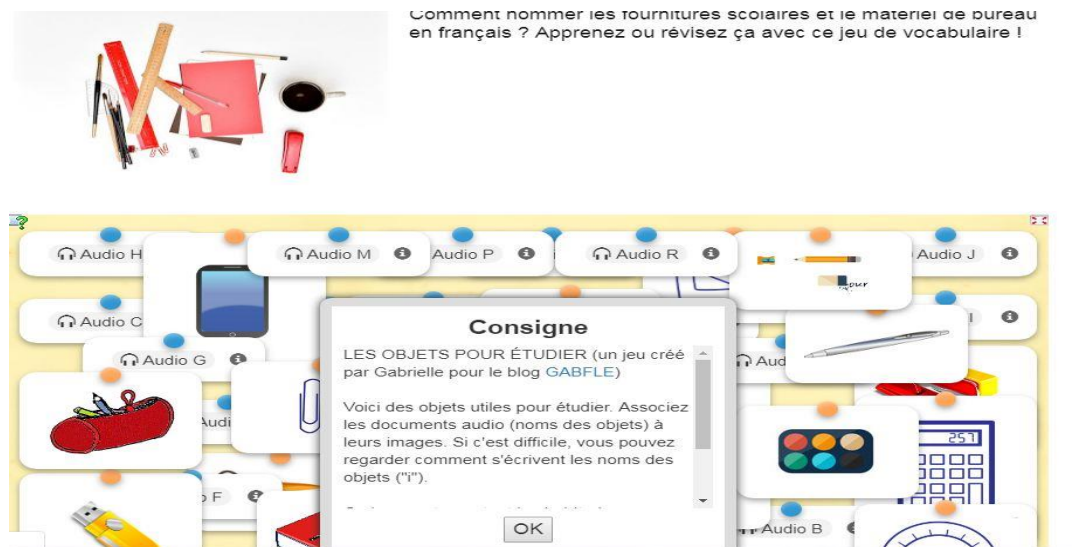 Comment nommer les fournitures scolaires et le matériel de bureau
en français ? Apprenez ou révisez ça avec ce jeu de vocabulaire !
Audio H
Audio M
Audio P
Audio R
Audio J
Audio C
Audio G
Aud
Audi
F
257
Audio B
Consigne
LES OBJETS POUR ÉTUDIER (un jeu créé
par Gabrielle pour le blog GABFLE)
Voici des objets utiles pour étudier. Associez
les documents audio (noms des objets) à
leurs images. Si c'est difficile, vous pouvez
regarder comment s'écrivent les noms des
objets ("i").
OK